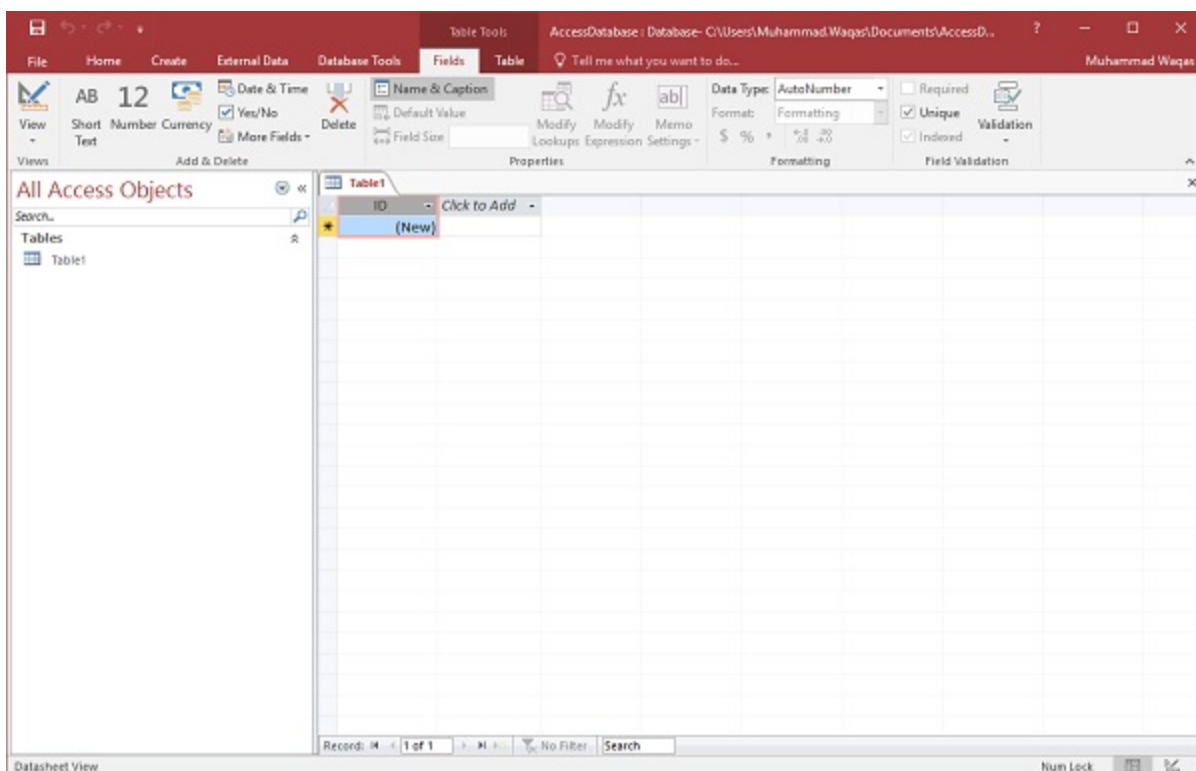 Table Tools
AccessDatabase : Database- C:\Users\Muhammad.Waqas\Documents\AccessD... ?
File Home Create External Data Database Tools Fields Table Tell me what you want to do... Muhammad Waqas
View
Views
AB Short Text
12 Number
Currency
Date & Time
Yes/No
More Fields
Add & Delete
Delete
Name & Caption
Default Value
Field Size
Modify Lookups
fx Modify Expression
ab| Memo Settings
Properties
Data Type: AutoNumber
Format: Formatting
$ % ,
Formatting
Required
Unique
Indexed
Validation
Field Validation
All Access Objects
Search..
Tables
Table1
Table1
ID Click to Add
(New)
Record: 1 of 1 No Filter Search
Datasheet View Num Lock